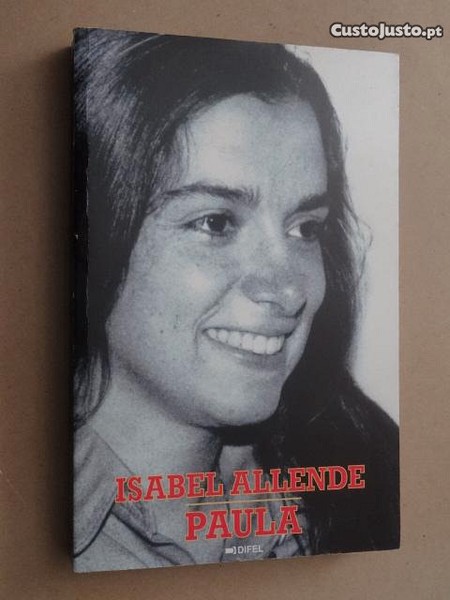 CustoJusto.pt
ISABEL ALLENDE
PAULA
DIFEL